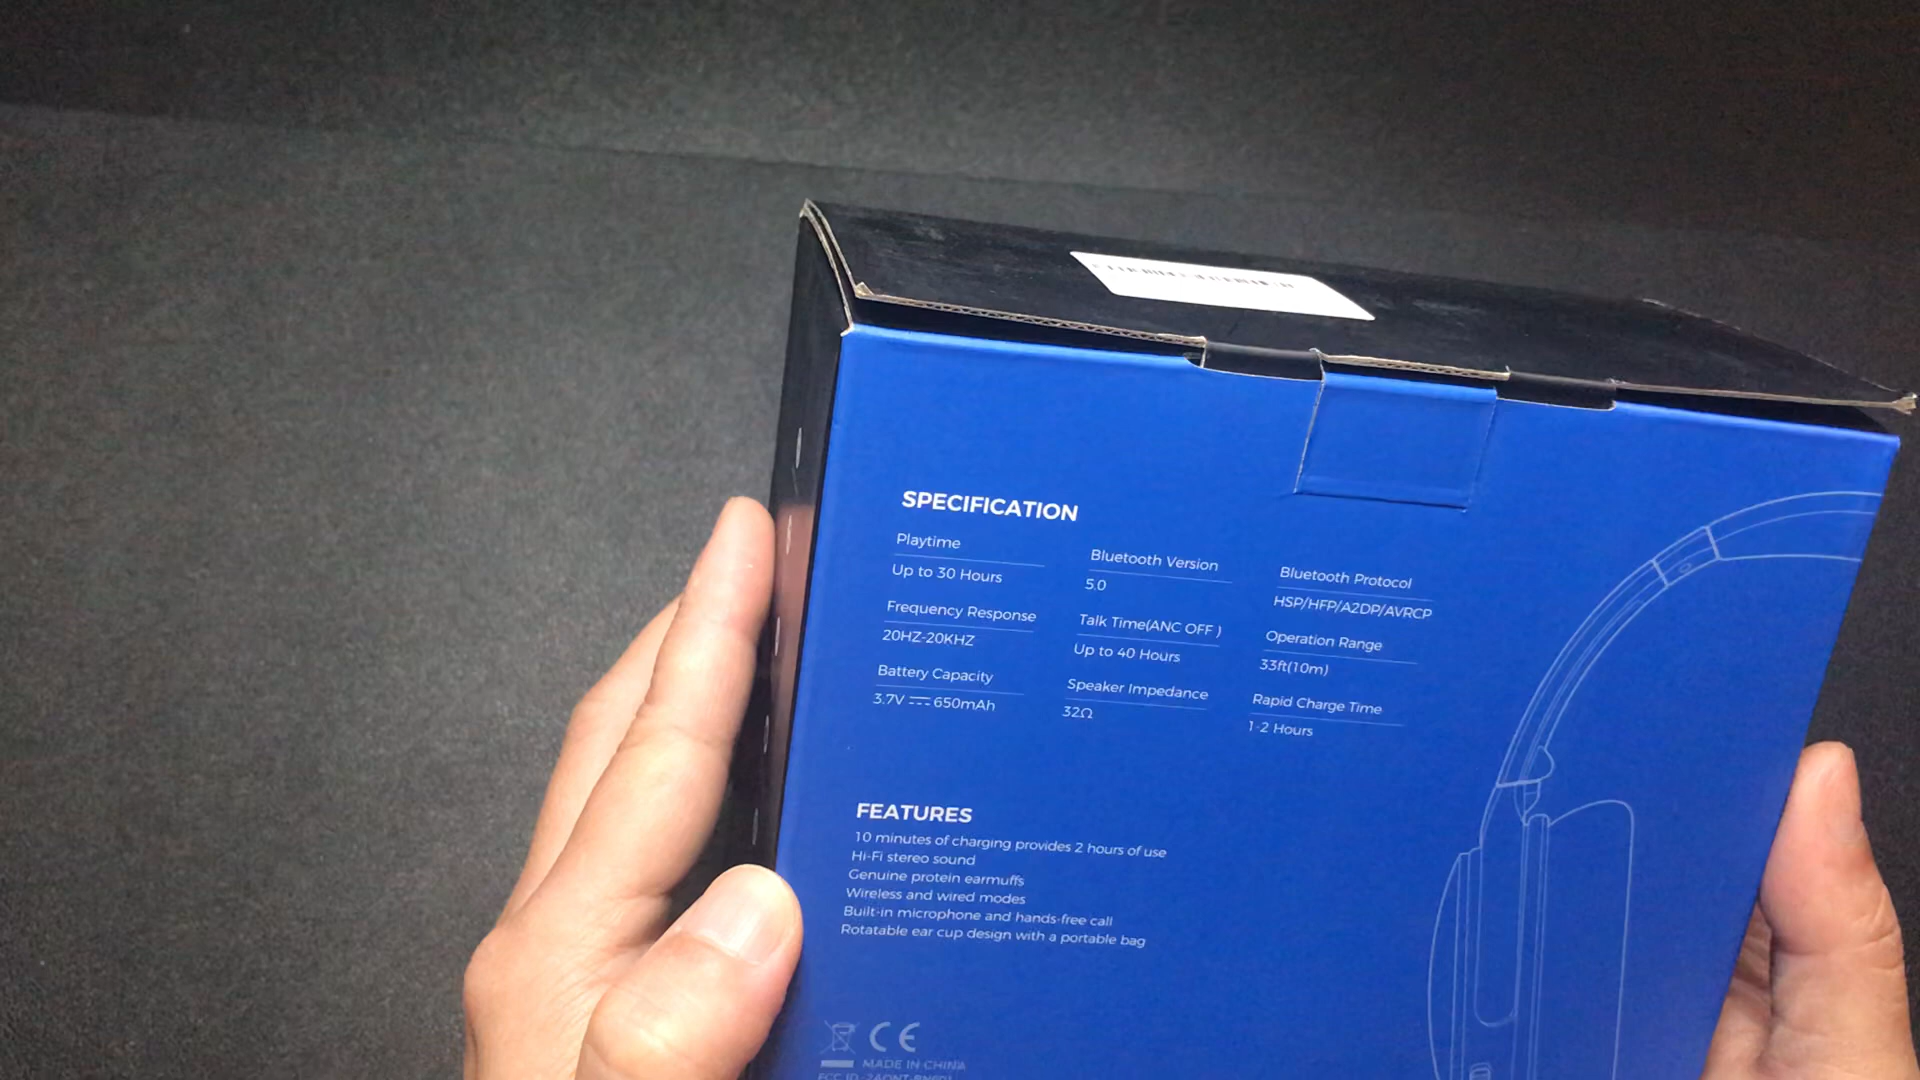 SPECIFICATION
Playtime
Up to 30 Hours
Bluetooth Version
5.0
Bluetooth Protocol
HSP/HFP/A2DP/AVRCP
Frequency Response
20HZ-20KHZ
Talk Time(ANC OFF )
Up to 40 Hours
Operation Range
33ft(10m)
Battery Capacity
3.7V ⎓ 650mAh
Speaker Impedance
32Ω
Rapid Charge Time
1-2 Hours
FEATURES
10 minutes of charging provides 2 hours of use
Hi-Fi stereo sound
Genuine protein earmuffs
Wireless and wired modes
Built-in microphone and hands-free call
Rotatable ear cup design with a portable bag
CE
MADE IN CHINA
FCC ID